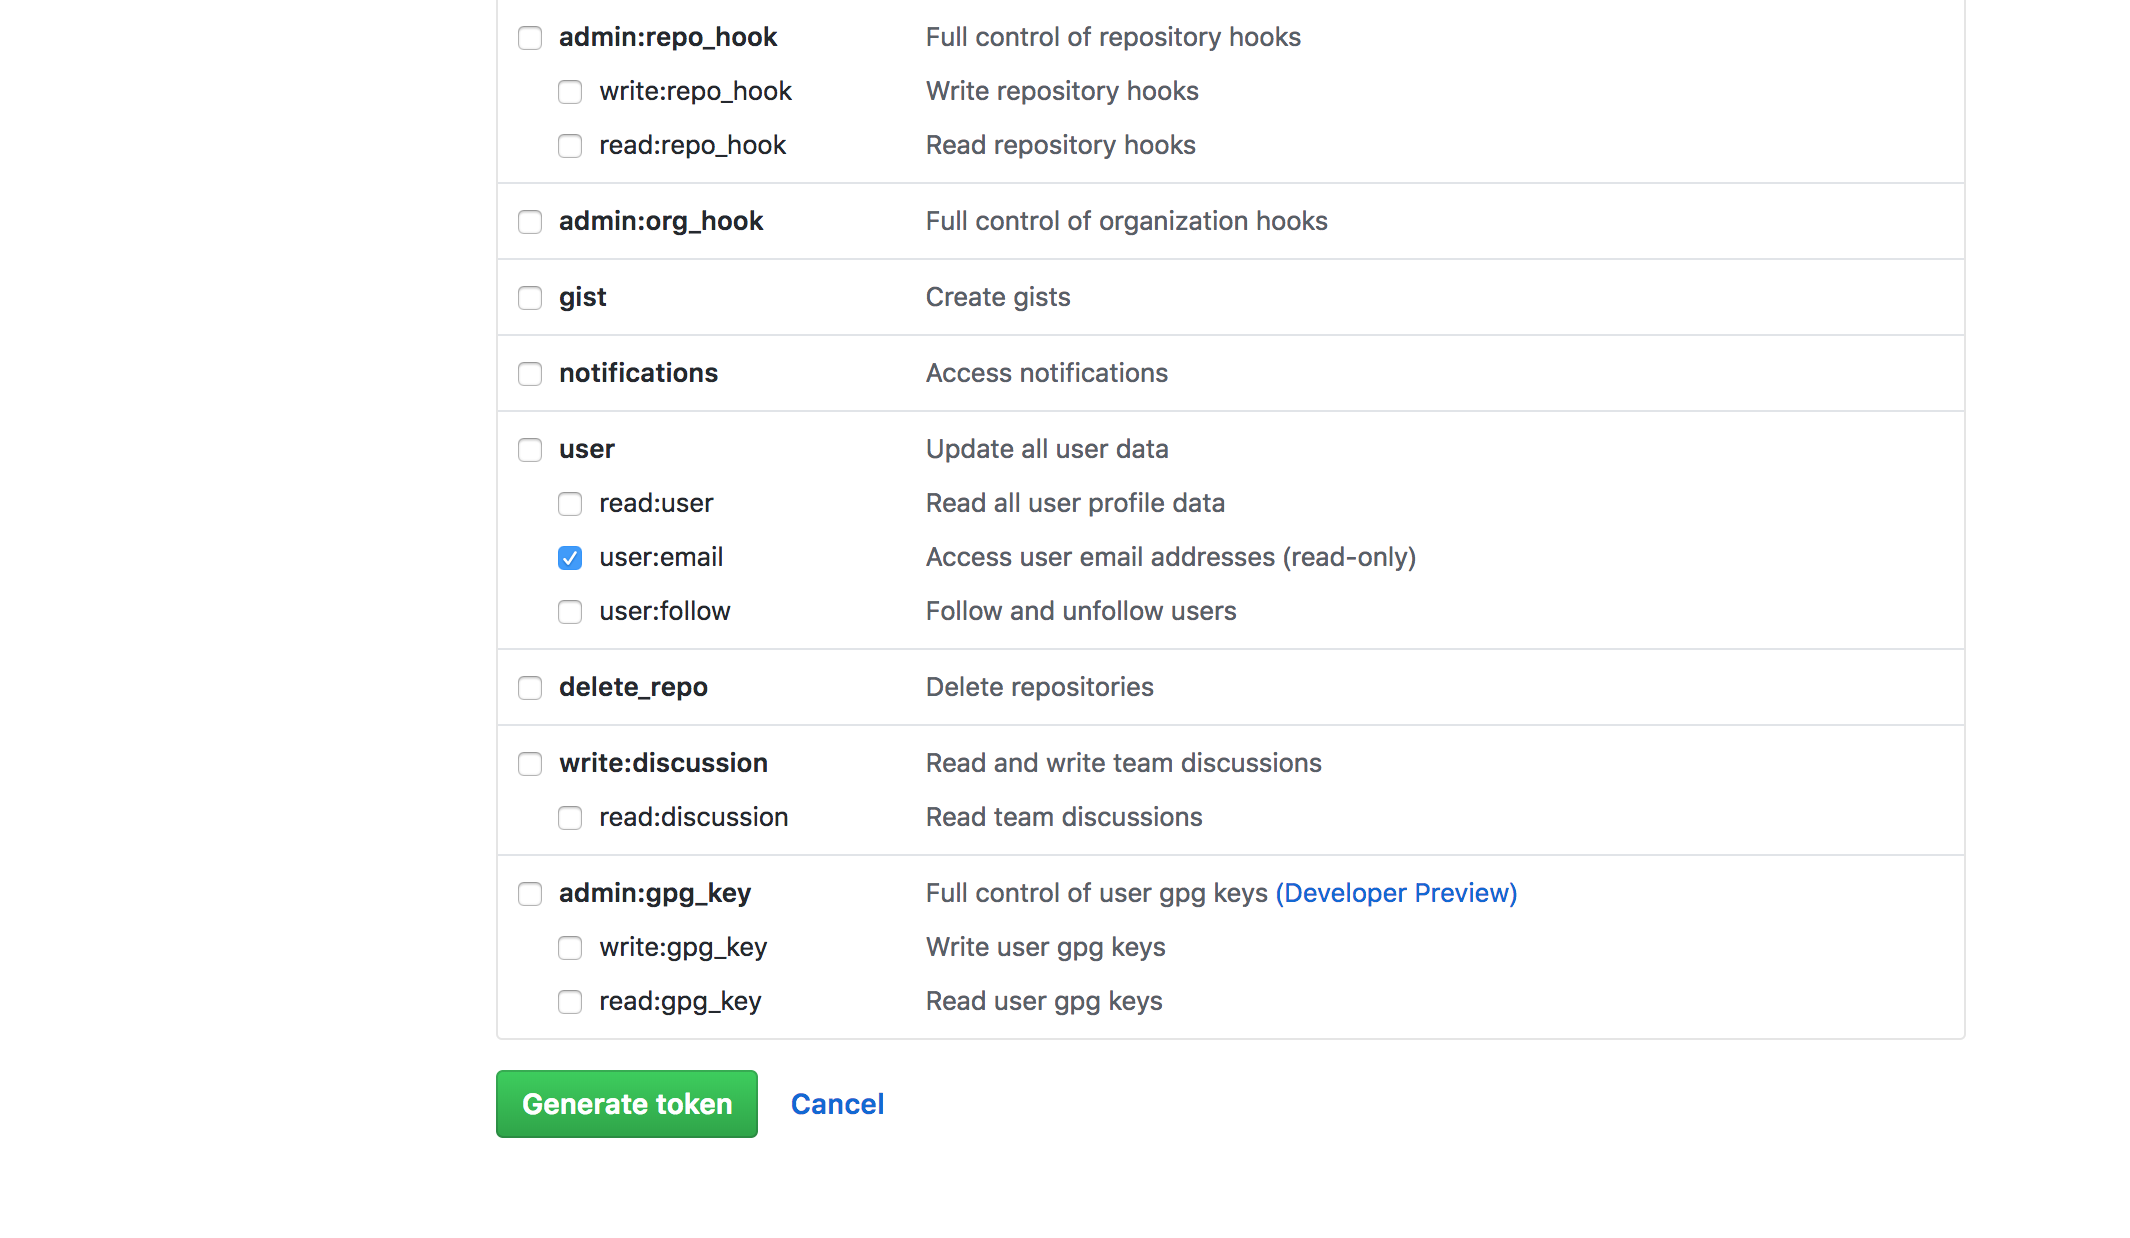 admin:repo_hook Full control of repository hooks
write:repo_hook Write repository hooks
read:repo_hook Read repository hooks
admin:org_hook Full control of organization hooks
gist Create gists
notifications Access notifications
user Update all user data
read:user Read all user profile data
user:email Access user email addresses (read-only)
user:follow Follow and unfollow users
delete_repo Delete repositories
write:discussion Read and write team discussions
read:discussion Read team discussions
admin:gpg_key Full control of user gpg keys (Developer Preview)
write:gpg_key Write user gpg keys
read:gpg_key Read user gpg keys
Generate token Cancel